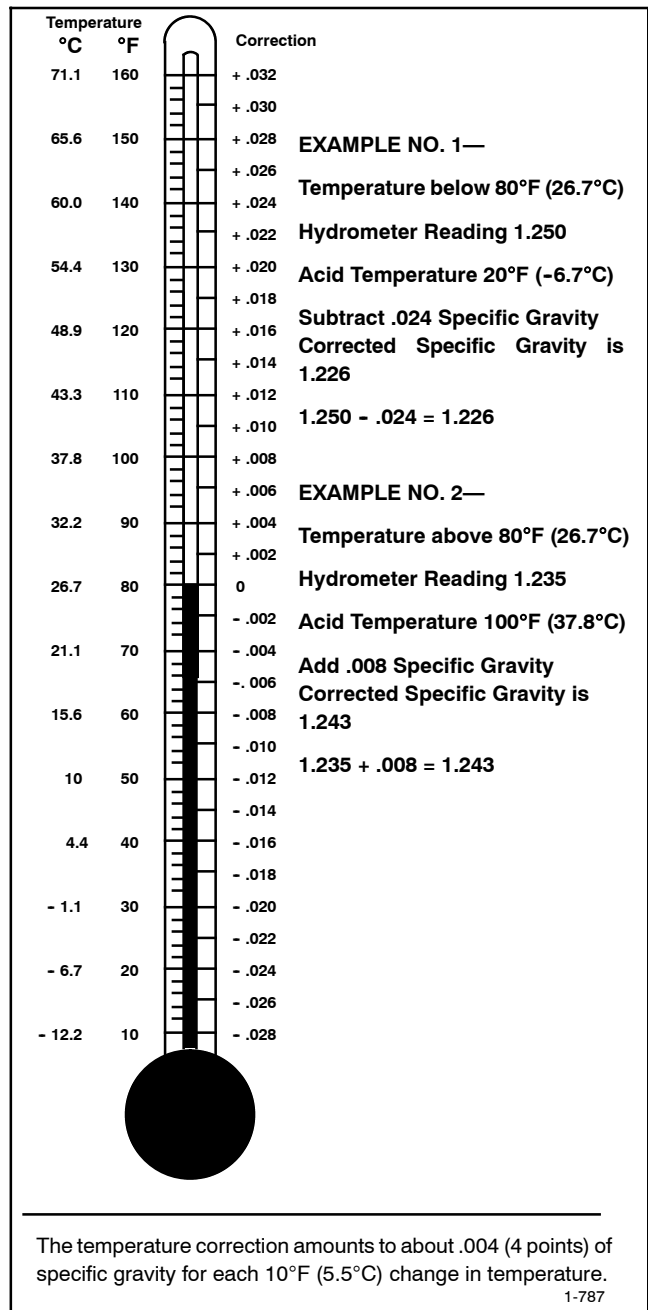 Temperature
°C °F Correction
71.1 160 + .032
+ .030
65.6 150 + .028
+ .026
60.0 140 + .024
+ .022
54.4 130 + .020
+ .018
48.9 120 + .016
+ .014
43.3 110 + .012
+ .010
37.8 100 + .008
+ .006
32.2 90 + .004
+ .002
26.7 80 0
- .002
21.1 70 - .004
-. 006
15.6 60 - .008
- .010
10 50 - .012
- .014
4.4 40 - .016
- .018
- 1.1 30 - .020
- .022
- 6.7 20 - .024
- .026
- 12.2 10 - .028
EXAMPLE NO. 1—
Temperature below 80°F (26.7°C)
Hydrometer Reading 1.250
Acid Temperature 20°F (-6.7°C)
Subtract .024 Specific Gravity
Corrected Specific Gravity is
1.226
1.250 - .024 = 1.226
EXAMPLE NO. 2—
Temperature above 80°F (26.7°C)
Hydrometer Reading 1.235
Acid Temperature 100°F (37.8°C)
Add .008 Specific Gravity
Corrected Specific Gravity is
1.243
1.235 + .008 = 1.243
The temperature correction amounts to about .004 (4 points) of
specific gravity for each 10°F (5.5°C) change in temperature.
1-787